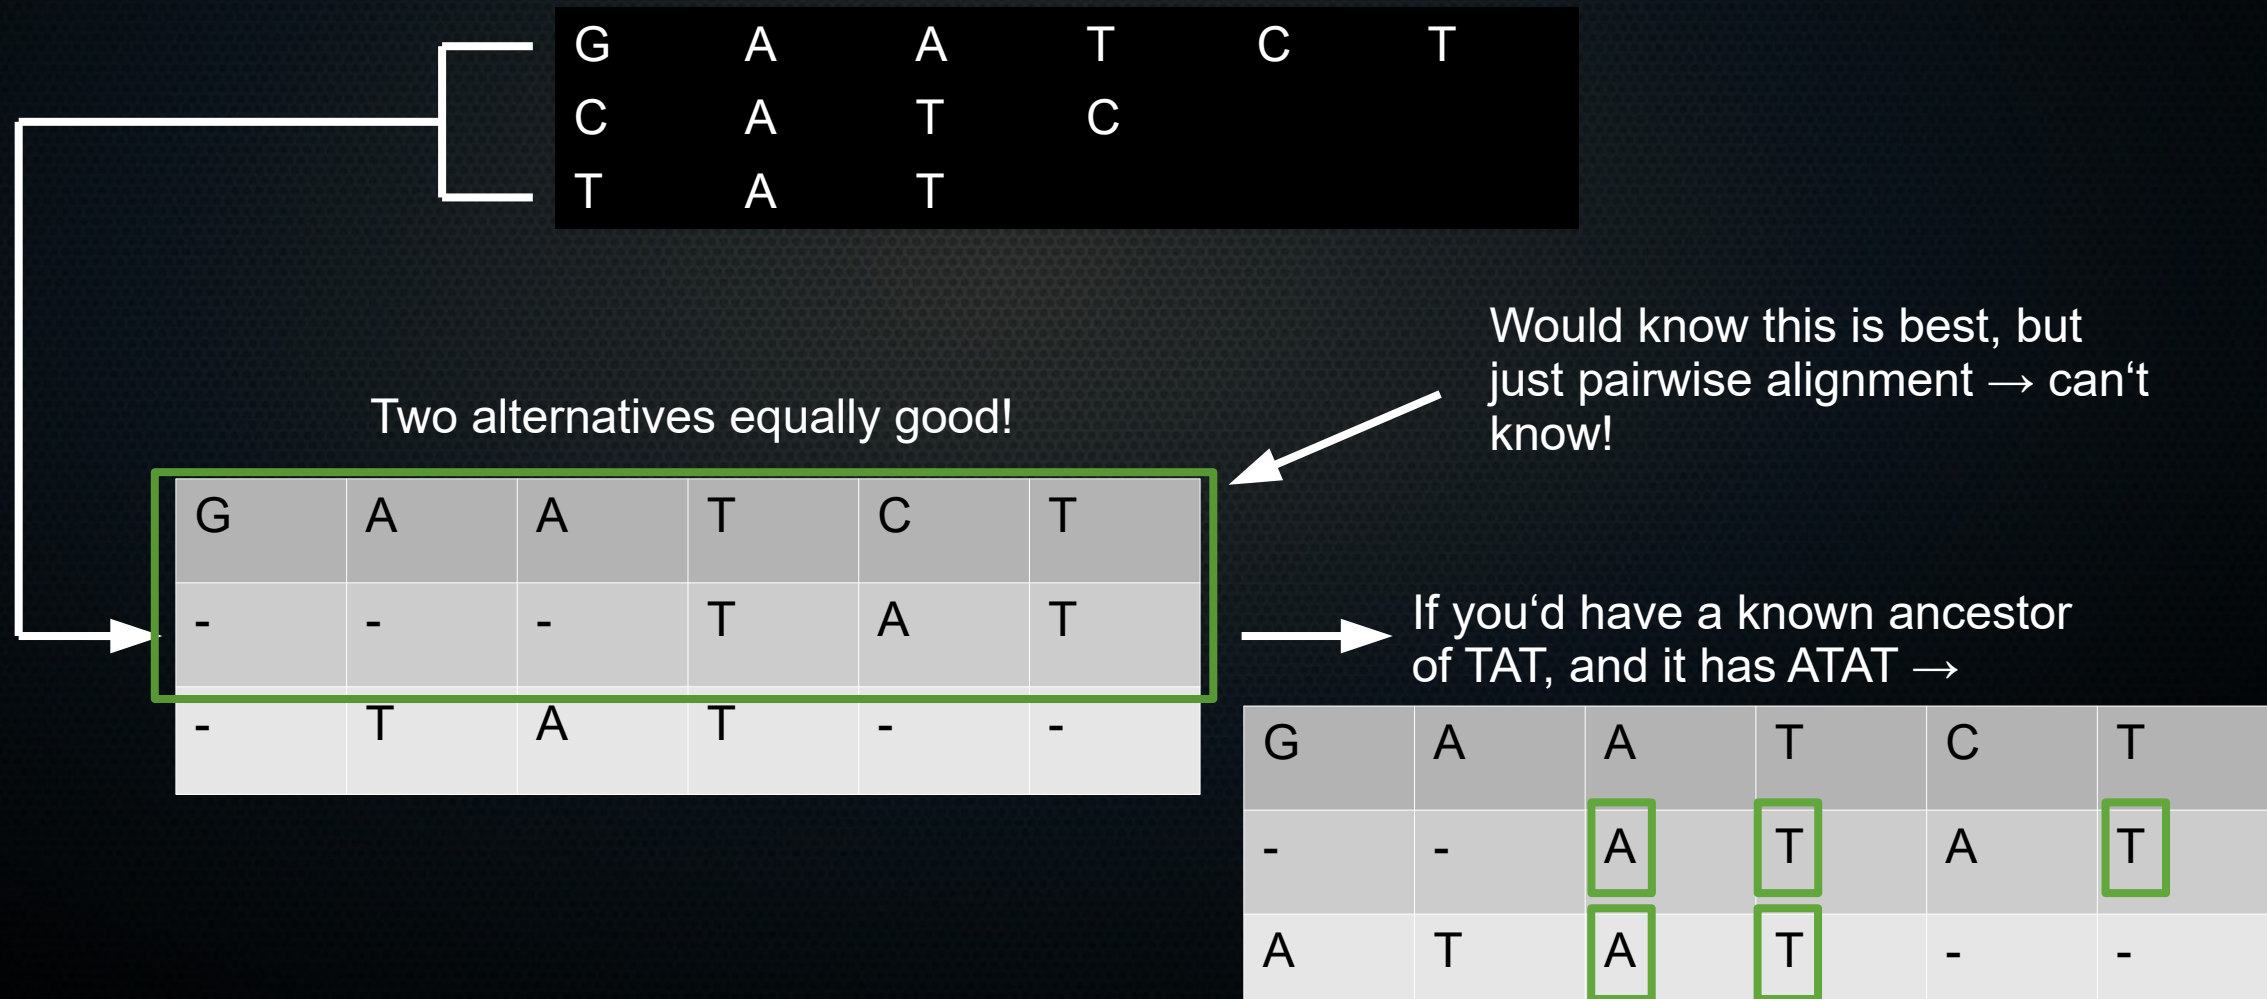 G A A T C T
C A T C
T A T
Would know this is best, but
just pairwise alignment → can‘t
know!
Two alternatives equally good!
G A A T C T
- - - T A T
- T A T - -
If you‘d have a known ancestor
of TAT, and it has ATAT →
G A A T C T
- - A T A T
A T A T - -